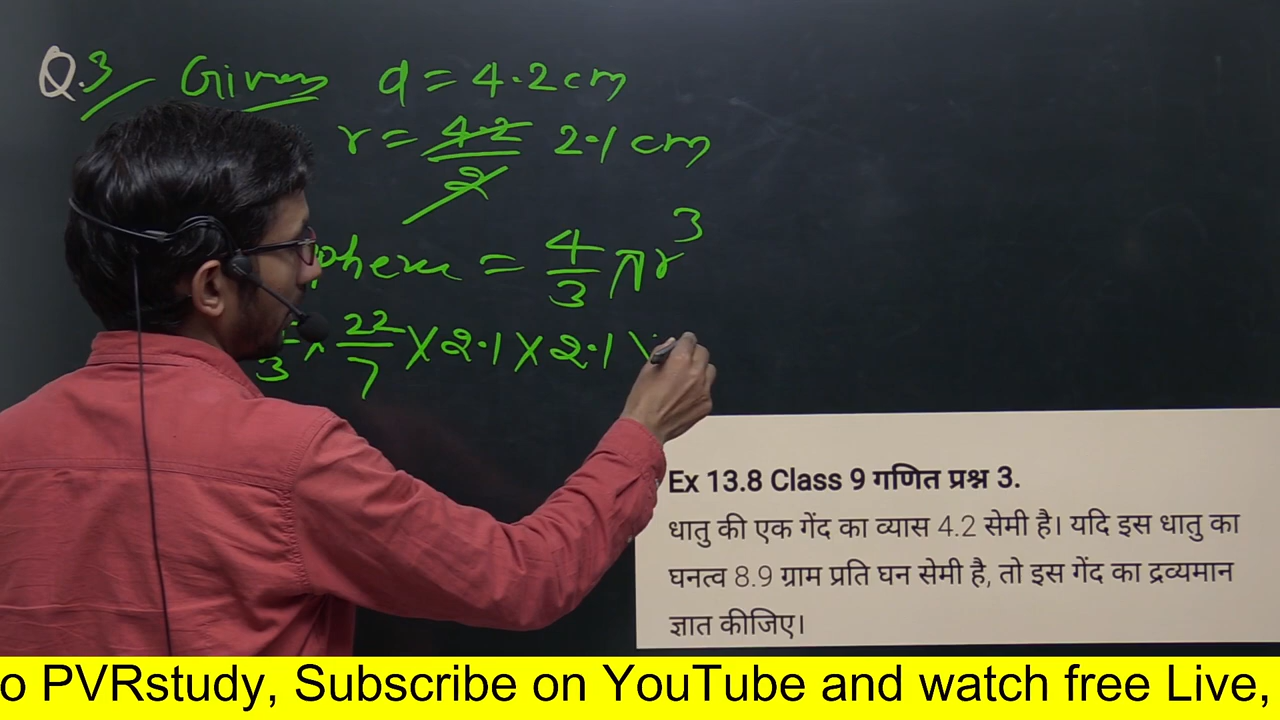 Q.3 Given d = 4.2 cm
r = 4.2/2 2.1 cm
= 4/3 πr³
3 × 22/7 × 2.1 × 2.1 ×
Ex 13.8 Class 9 गणित प्रश्न 3.
धातु की एक गेंद का व्यास 4.2 सेमी है। यदि इस धातु का
घनत्व 8.9 ग्राम प्रति घन सेमी है, तो इस गेंद का द्रव्यमान
ज्ञात कीजिए।
o PVRstudy, Subscribe on YouTube and watch free Live,